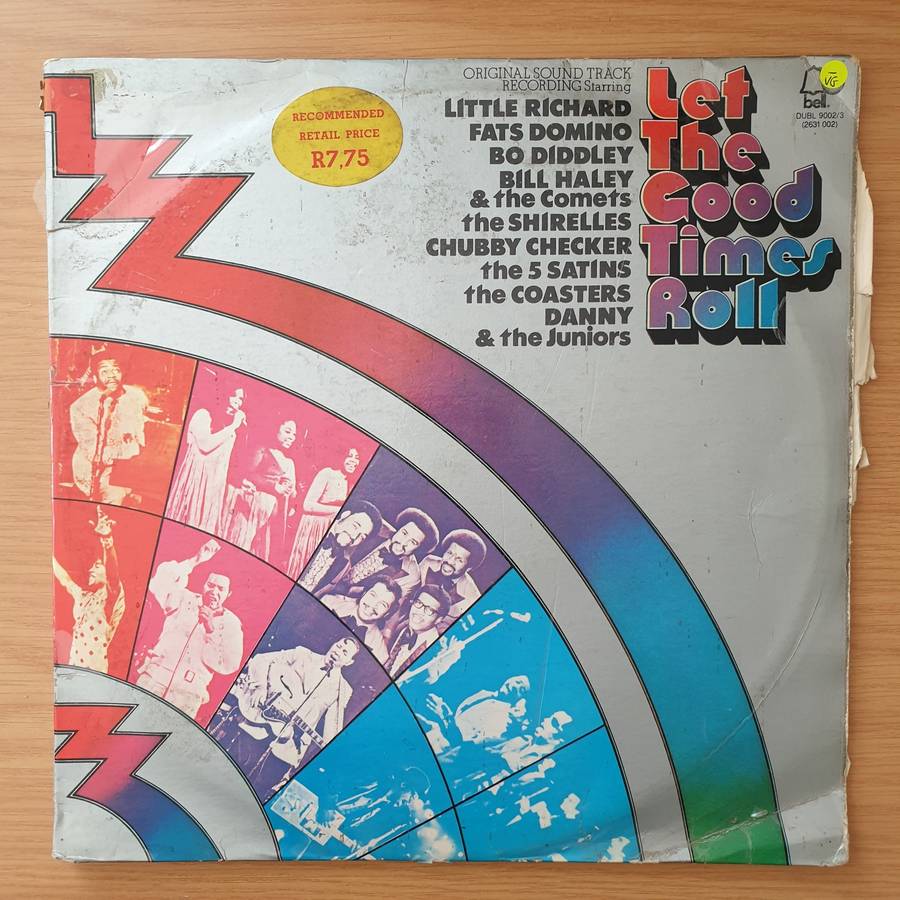 ORIGINAL SOUND TRACK
RECORDING Starring
LITTLE RICHARD
FATS DOMINO
BO DIDDLEY
BILL HALEY
& the Comets
the SHIRELLES
CHUBBY CHECKER
the 5 SATINS
the COASTERS
DANNY
& the Juniors
Let
The
Good
Times
Roll
RECOMMENDED
RETAIL PRICE
R7,75
VG
bell.
DUBL 9002/3
(2631 002)